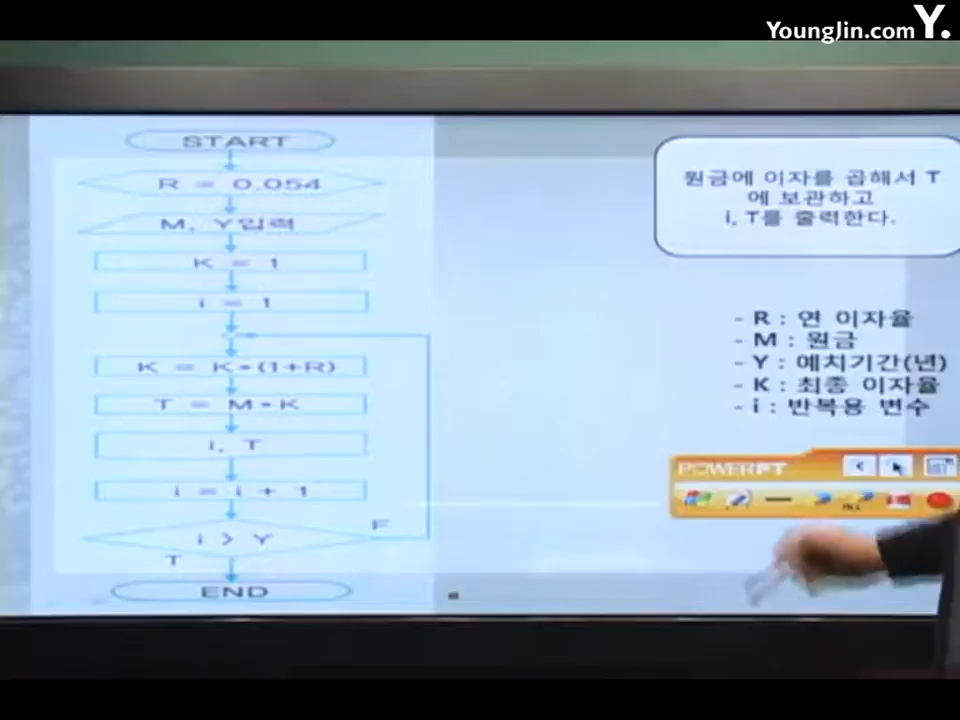 YoungJin.com Y.
START
R = 0.054
M, Y입력
K = 1
i = 1
K = K*(1+R)
T = M*K
i, T
i = i + 1
i > Y
F
T
END
원금에 이자를 곱해서 T
에 보관하고
i, T를 출력한다.
- R : 연 이자율
- M : 원금
- Y : 예치기간(년)
- K : 최종 이자율
- i : 반복용 변수
POWERPT